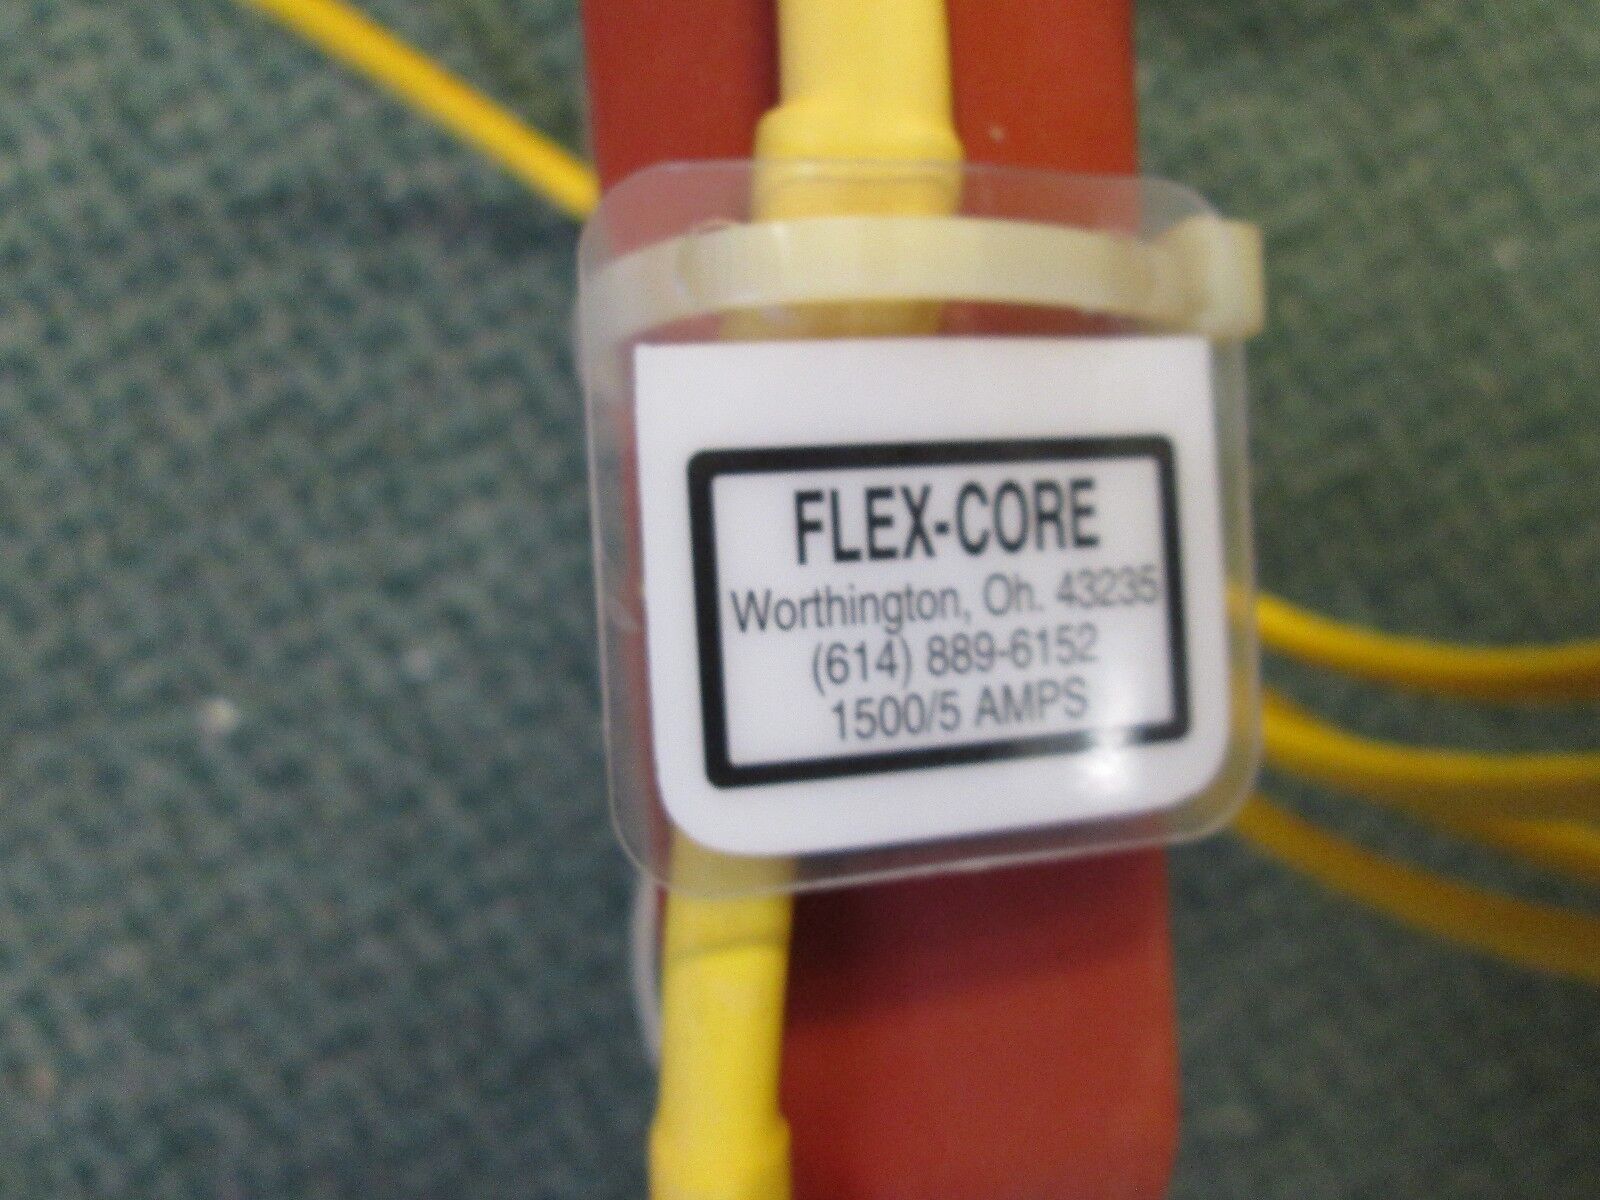 FLEX-CORE
Worthington, Oh. 43235
(614) 889-6152
1500/5 AMPS